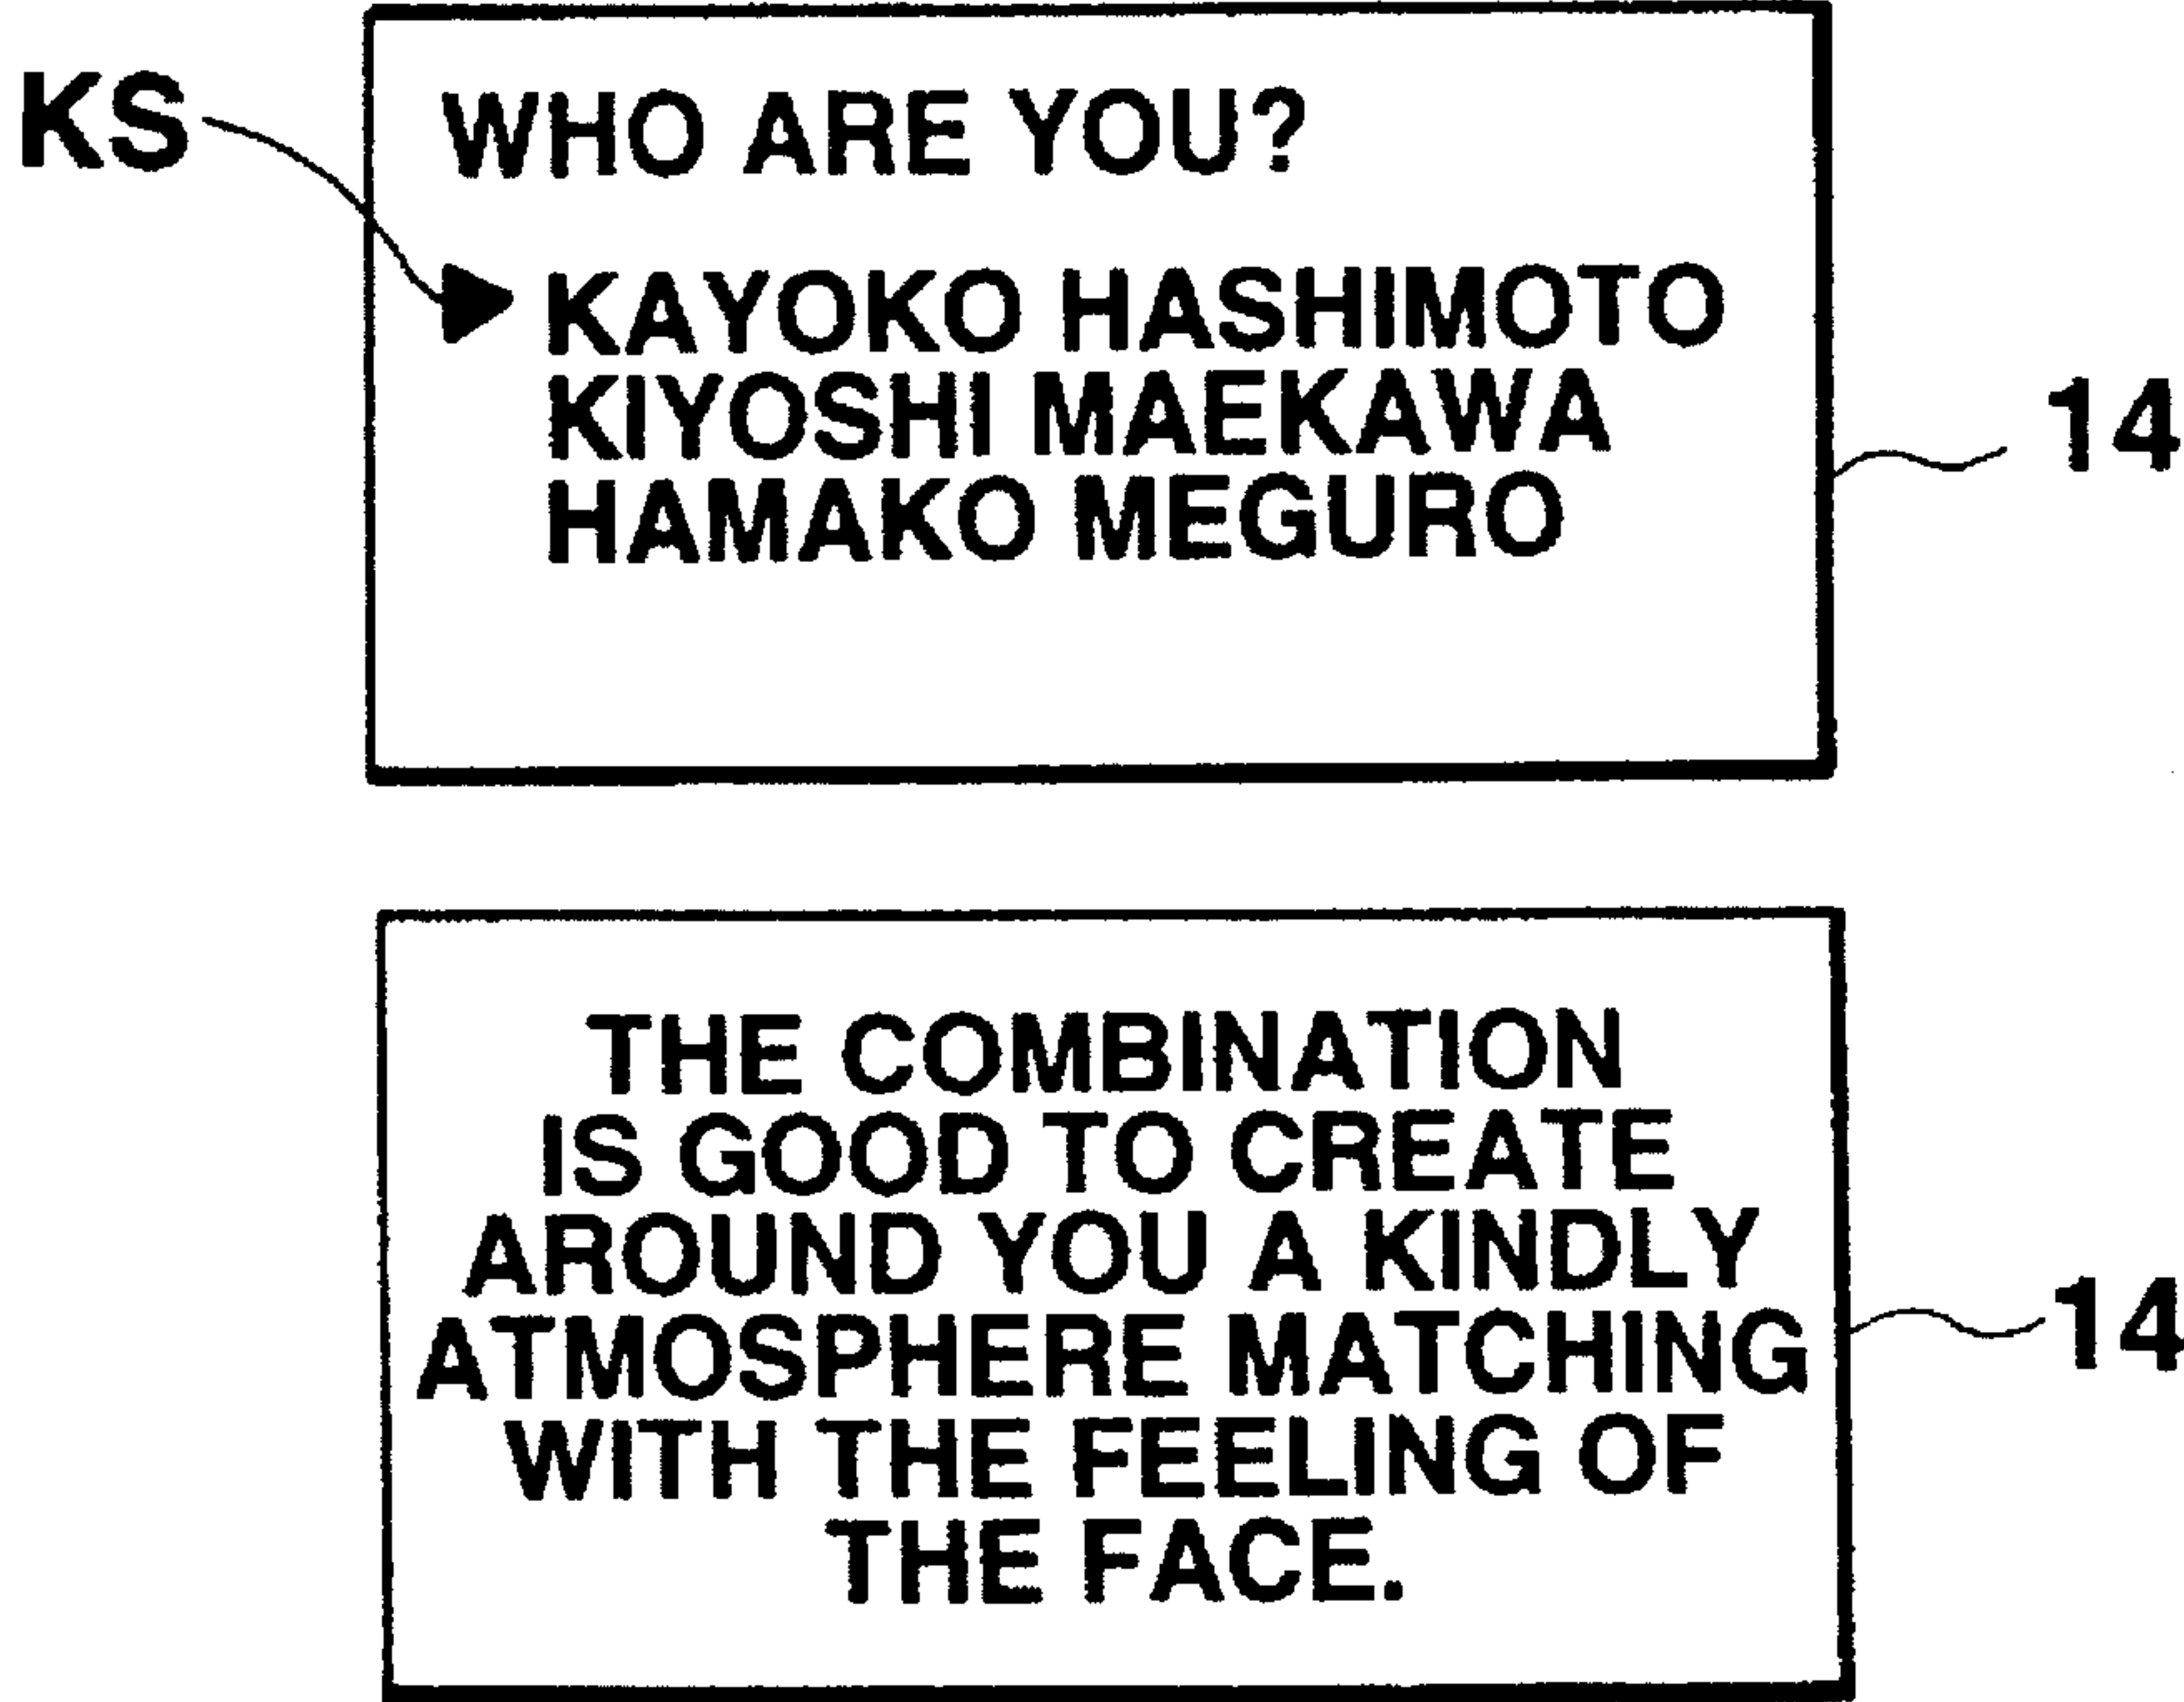 KS
WHO ARE YOU?
KAYOKO HASHIMOTO
KIYOSHI MAEKAWA
HAMAKO MEGURO
14
THE COMBINATION
IS GOOD TO CREATE
AROUND YOU A KINDLY
ATMOSPHERE MATCHING
WITH THE FEELING OF
THE FACE.
14